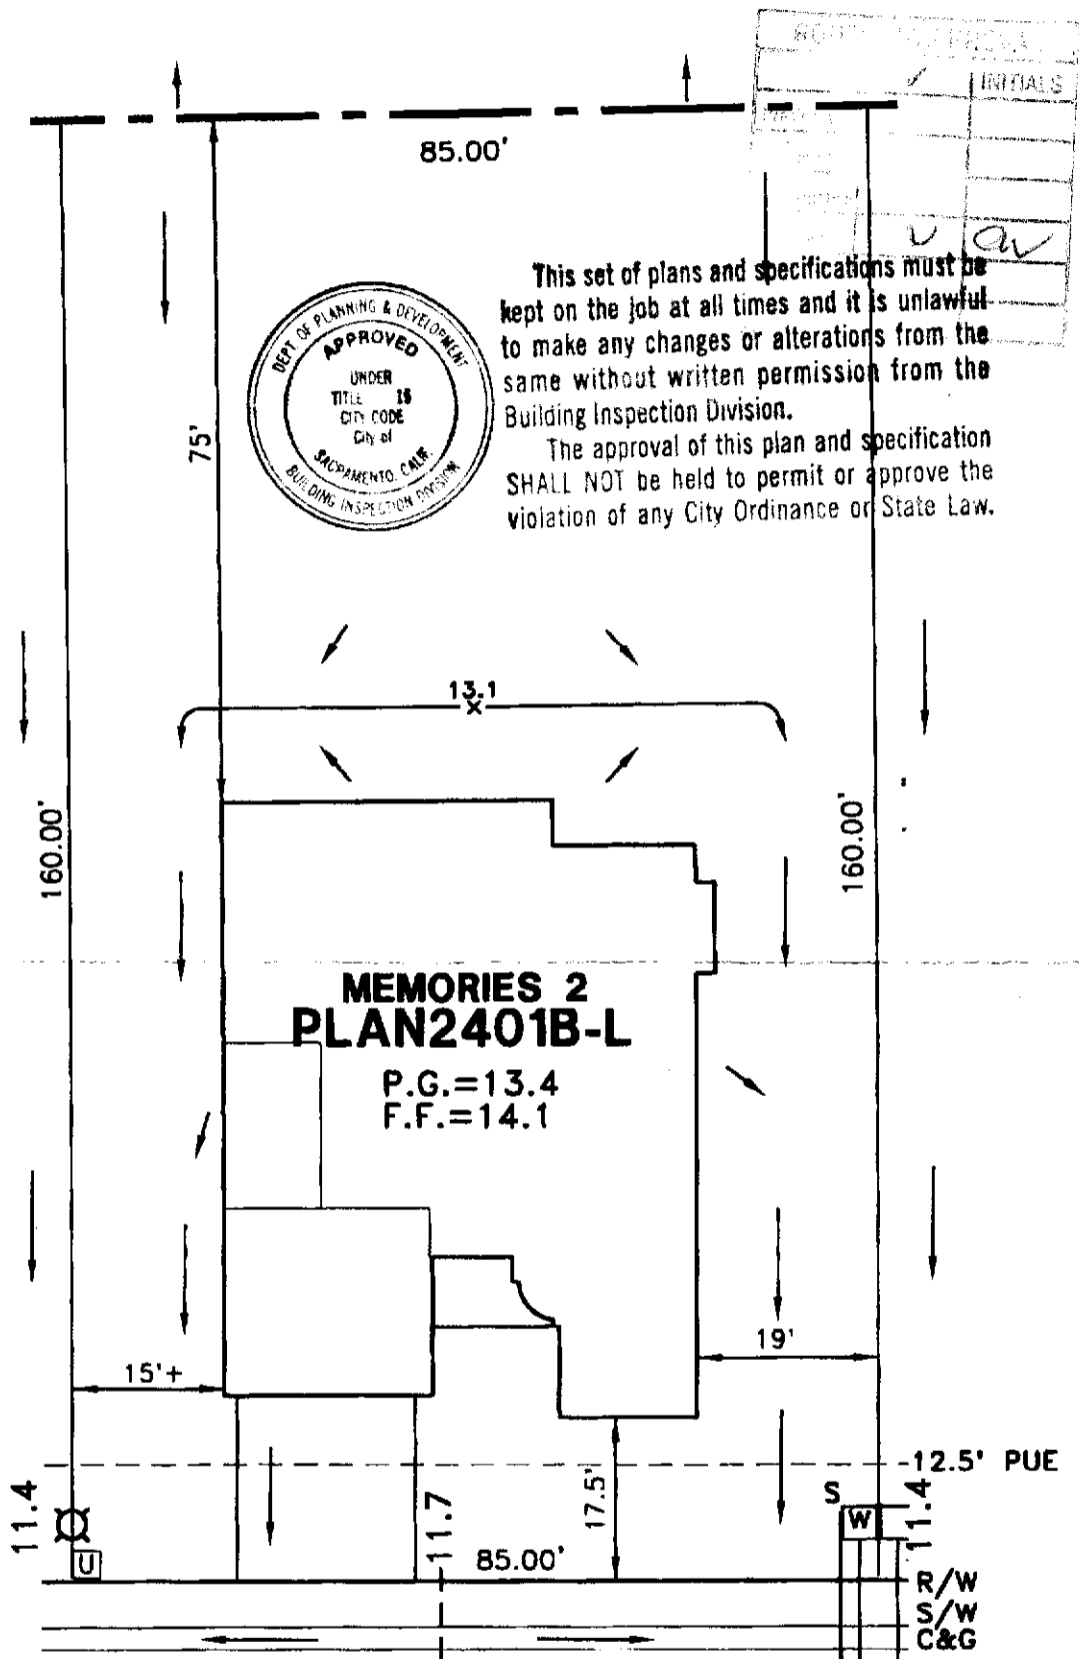 INITIALS
85.00'
This set of plans and specifications must be
kept on the job at all times and it is unlawful
to make any changes or alterations from the
same without written permission from the
Building Inspection Division.
The approval of this plan and specification
SHALL NOT be held to permit or approve the
violation of any City Ordinance or State Law.
DEPT. OF PLANNING & DEVELOPMENT
APPROVED
UNDER
TITLE 15
CITY CODE
City of
SACRAMENTO, CALIF.
BUILDING INSPECTION DIVISION
75'
13.1
X
160.00'
160.00'
MEMORIES 2
PLAN2401B-L
P.G.=13.4
F.F.=14.1
15'+
19'
17.5'
12.5' PUE
11.4
U
11.7
85.00'
S
W
11.4
R/W
S/W
C&G